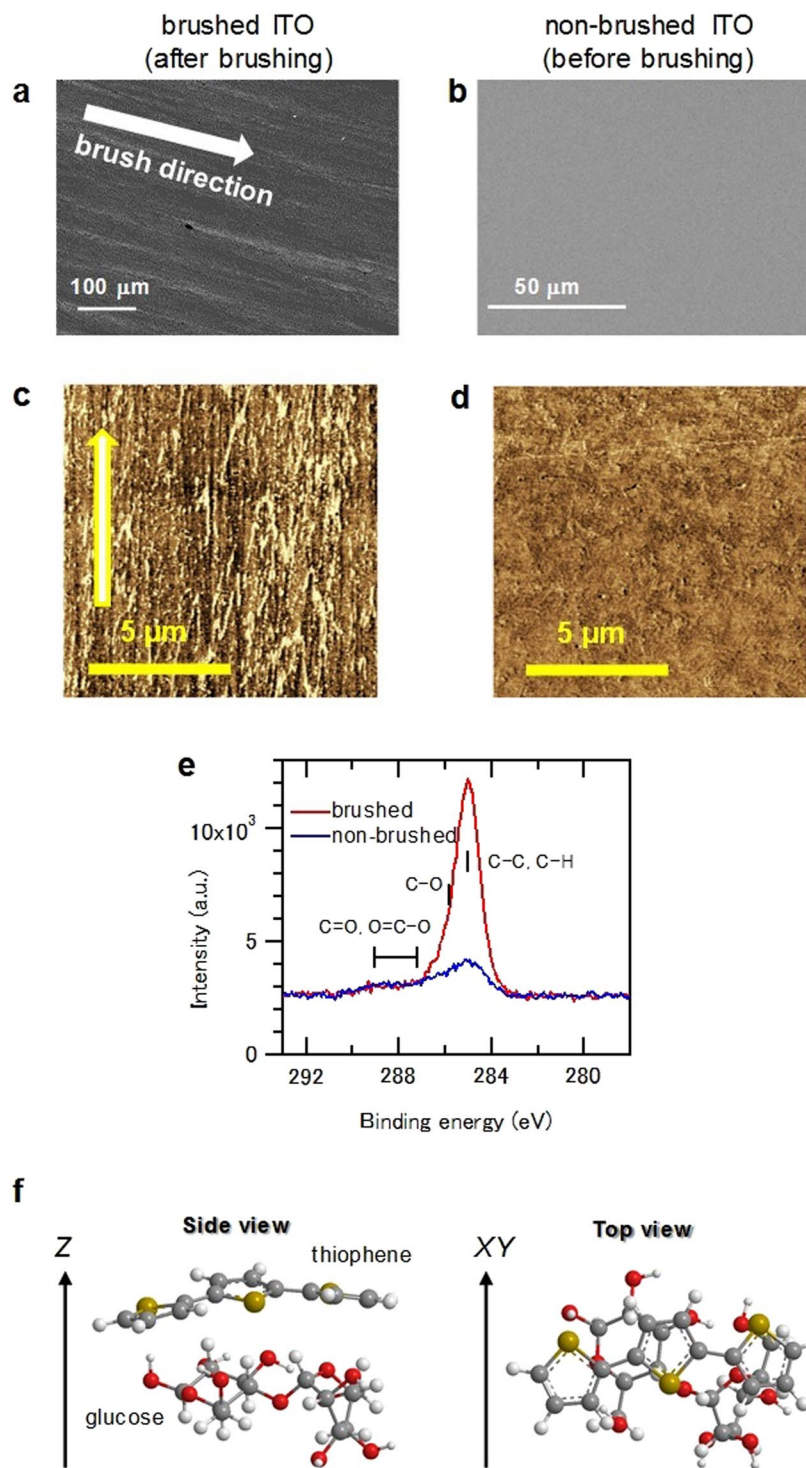 brushed ITO
(after brushing)
non-brushed ITO
(before brushing)
a
brush direction
100 μm
b
50 μm
c
5 μm
d
5 μm
e
brushed
non-brushed
10x10³
5
0
C-C, C-H
C-O
C=O, O=C-O
Intensity (a.u.)
292
288
284
280
Binding energy (eV)
f
Side view
Z
thiophene
glucose
Top view
XY